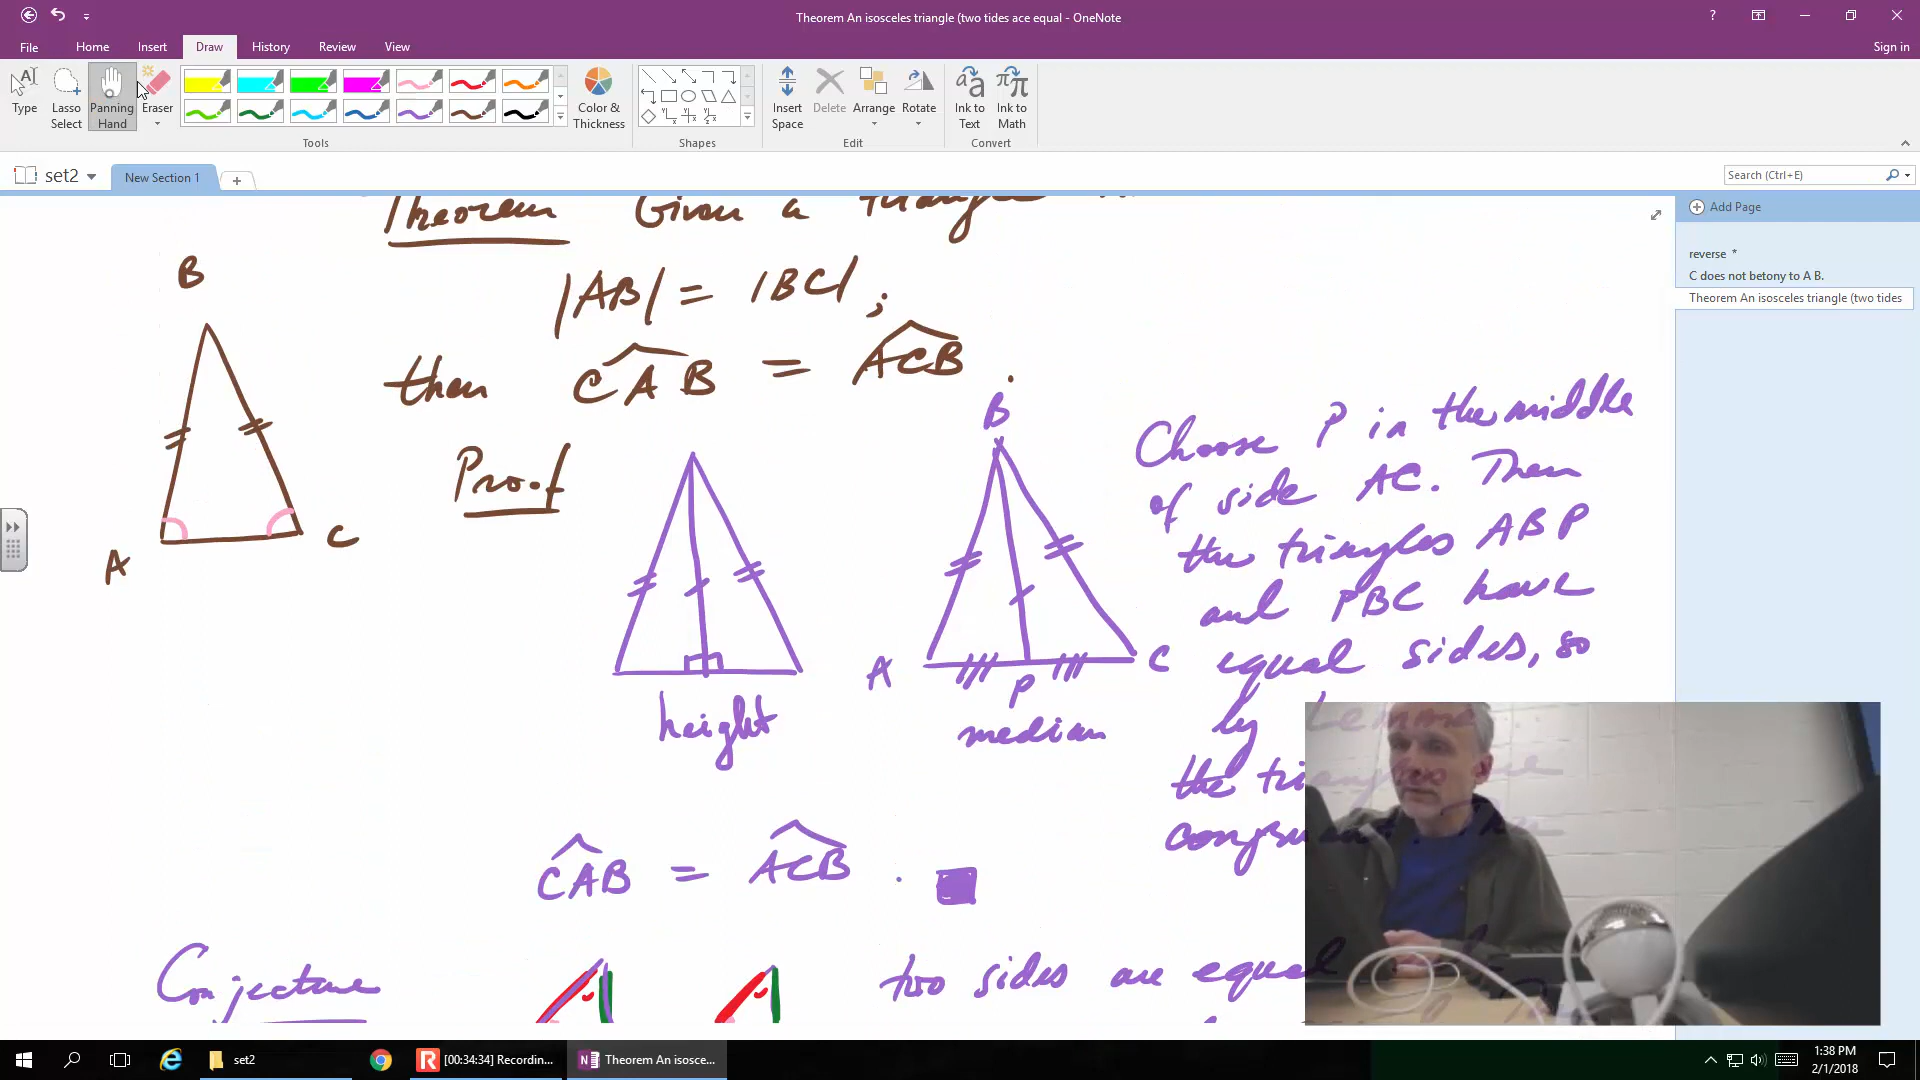 Theorem An isosceles triangle (two tides ace equal - OneNote
?
File
Home
Insert
Draw
History
Review
View
Sign in
Type
Lasso Select
Panning Hand
Eraser
Color & Thickness
Insert Space
Delete
Arrange
Rotate
Ink to Text
Ink to Math
Tools
Shapes
Edit
Convert
set2
New Section 1
Search (Ctrl+E)
Add Page
reverse *
C does not betony to A B.
Theorem An isosceles triangle (two tides
Theorem Given a triangle
|AB| = |BC| ;
then CAB = ACB .
Proof
B
A
C
height
B
A
P
C
median
Choose P in the middle
of side AC. Then
the triangles ABP
and PBC have
equal sides, so
by
the
CAB = ACB .
Conjecture
two sides are equal
set2
[00:34:34] Recordin...
Theorem An isosce...
1:38 PM
2/1/2018